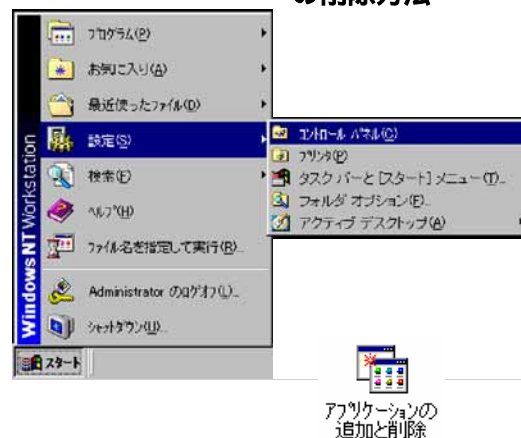 の削除方法
プログラム(P)
お気に入り(A)
最近使ったファイル(D)
設定(S)
検索(F)
ヘルプ(H)
ファイル名を指定して実行(R)...
Administrator のログオフ(L)...
シャットダウン(U)...
Windows NT Workstation
スタート
コントロール パネル(C)
プリンタ(P)
タスク バーと [スタート] メニュー(T)...
フォルダ オプション(F)...
アクティブ デスクトップ(A)
アプリケーションの
追加と削除